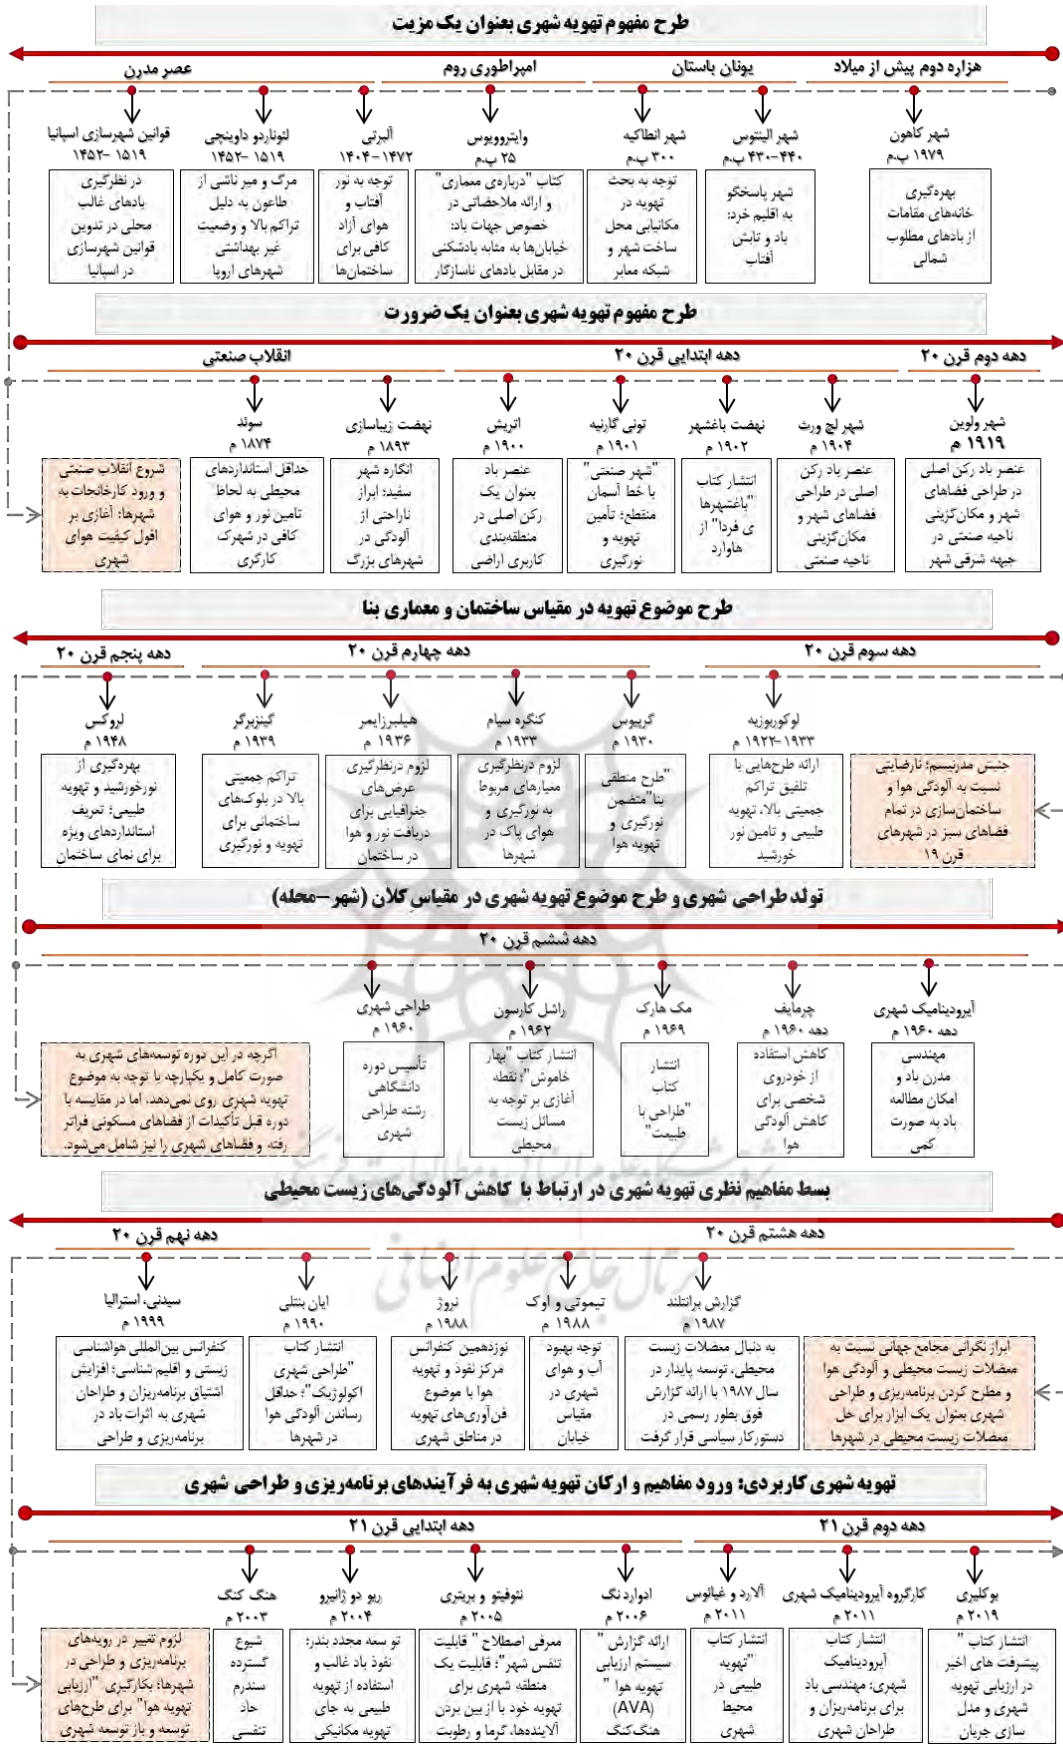 طرح مفهوم تهویه شهری بعنوان یک مزیت
هزاره دوم پیش از میلاد
یونان باستان
امپراطوری روم
عصر مدرن
شهر کاهون
۱۹۷۹ پ.م
بهره‌گیری
خانه‌های مقامات
از بادهای مطلوب
شمالی
شهر الینتوس
۴۳۰-۴۴۰ پ.م
شهر پاسخگو
به اقلیم خرد:
باد و تابش
آفتاب
شهر انطاکیه
۳۰۰ پ.م
توجه به بحث
تهویه در
مکانیابی محل
ساخت شهر و
شبکه معابر
وایتروویوس
۲۵ پ.م
کتاب "درباره‌ی معماری"
و ارائه ملاحضاتی در
خصوص جهات باد:
خیابان‌ها به مثابه بادشکنی
در مقابل بادهای ناسازگار
آلبرتی
۱۴۷۲-۱۴۰۴
توجه به نور
آفتاب و
هوای آزاد
کافی برای
ساختمان‌ها
لئوناردو داوینچی
۱۵۱۹ -۱۴۵۲
مرگ و میر ناشی از
طاعون به دلیل
تراکم بالا و وضعیت
غیر بهداشتی
شهرهای اروپا
قوانین شهرسازی اسپانیا
۱۵۱۹ -۱۴۵۲
در نظرگیری
بادهای غالب
محلی در تدوین
قوانین شهرسازی
در اسپانیا
طرح مفهوم تهویه شهری بعنوان یک ضرورت
دهه دوم قرن ۲۰
دهه ابتدایی قرن ۲۰
انقلاب صنعتی
شهر ولوین
۱۹۱۹ م
عنصر باد رکن اصلی
در طراحی فضاهای
شهر و مکان‌گزینی
ناحیه صنعتی در
جبهه شرقی شهر
شهر لچ ورث
۱۹۰۴ م
عنصر باد رکن
اصلی در طراحی
فضاهای شهر و
مکان‌گزینی
ناحیه صنعتی
نهضت باغشهر
۱۹۰۲ م
انتشار کتاب
"باغشهرها
ی فردا" از
هاوارد
تونی گارنیه
۱۹۰۱ م
"شهر صنعتی"
با خط آسمان
منقطع؛ تأمین
تهویه و
نورگیری
اتریش
۱۹۰۰ م
عنصر باد
بعنوان یک
رکن اصلی در
منطقه‌بندی
کاربری اراضی
نهضت زیباسازی
۱۸۹۳ م
انگاره شهر
سفید؛ ابراز
ناراحتی از
آلودگی در
شهرهای بزرگ
سوئد
۱۸۷۴ م
حداقل استانداردهای
محیطی به لحاظ
تامین نور و هوای
کافی در شهرک
کارگری
شروع انقلاب صنعتی
و ورود کارخانجات به
شهرها؛ آغازی بر
افول کیفیت هوای
شهری
طرح موضوع تهویه در مقیاس ساختمان و معماری بنا
دهه سوم قرن ۲۰
دهه چهارم قرن ۲۰
دهه پنجم قرن ۲۰
جنبش مدرنیسم؛ نارضایتی
نسبت به آلودگی هوا و
ساختمان‌سازی در تمام
فضاهای سبز در شهرهای
قرن ۱۹
لوکوربوزیه
۱۹۳۳-۱۹۲۲ م
ارائه طرح‌هایی با
تلفیق تراکم
جمعیتی بالا، تهویه
طبیعی و تامین نور
خورشید
گرپیوس
۱۹۳۰ م
"طرح منطقی
بنا"متضمن
نورگیری و
تهویه هوا
کنگره سیام
۱۹۳۳ م
لزوم درنظرگیری
معیارهای مربوط
به نورگیری و
هوای پاک در
شهرها
هیلبرزایمر
۱۹۳۶ م
لزوم درنظرگیری
عرض‌های
جغرافیایی برای
دریافت نور و هوا
در ساختمان
گینزبرگر
۱۹۳۹ م
تراکم جمعیتی
بالا در بلوک‌های
ساختمانی برای
تهویه و نورگیری
لروکس
۱۹۴۸ م
بهره‌گیری از
نورخورشید و تهویه
طبیعی؛ تعریف
استانداردهای ویژه
برای نمای ساختمان
تولد طراحی شهری و طرح موضوع تهویه شهری در مقیاس کلان (شهر-محله)
دهه ششم قرن ۲۰
آیرودینامیک شهری
دهه ۱۹۶۰ م
مهندسی
مدرن باد و
امکان مطالعه
باد به صورت
کمی
چرمایف
دهه ۱۹۶۰ م
کاهش استفاده
از خودروی
شخصی برای
کاهش آلودگی
هوا
مک هارک
۱۹۶۹ م
انتشار
کتاب
"طراحی با
طبیعت"
راشل کارسون
۱۹۶۲ م
انتشار کتاب "بهار
خاموش"؛ نقطه
آغازی بر توجه به
مسائل زیست
محیطی
طراحی شهری
۱۹۶۰ م
تأسیس دوره
دانشگاهی
رشته طراحی
شهری
اگرچه در این دوره توسعه‌های شهری به
صورت کامل و یکپارچه با توجه به موضوع
تهویه شهری روی نمی‌دهد، اما در مقایسه با
دوره قبل تأکیدات از فضاهای مسکونی فراتر
رفته و فضاهای شهری را نیز شامل می‌شود.
پژوهشگاه علوم انسانی و مطالعات فرهنگی
بسط مفاهیم نظری تهویه شهری در ارتباط با کاهش آلودگی‌های زیست محیطی
دهه هشتم قرن ۲۰
دهه نهم قرن ۲۰
پرتال جامع علوم انسانی
ابراز نگرانی مجامع جهانی نسبت به
معضلات زیست محیطی و آلودگی هوا
و مطرح کردن برنامه‌ریزی و طراحی
شهری بعنوان یک ابزار برای حل
معضلات زیست محیطی در شهرها
گزارش برانتلند
۱۹۸۷ م
به دنبال معضلات زیست
محیطی، توسعه پایدار در
سال ۱۹۸۷ با ارائه گزارش
فوق بطور رسمی در
دستورکار سیاسی قرار گرفت
تیموتی و اوک
۱۹۸۸ م
توجه بهبود
آب و هوای
شهری در
مقیاس
خیابان
نروژ
۱۹۸۸ م
نوزدهمین کنفرانس
مرکز نفوذ و تهویه
هوا با موضوع
فن‌آوری‌های تهویه
در مناطق شهری
ایان بنتلی
۱۹۹۰ م
انتشار کتاب
"طراحی شهری
اکولوژیک"؛ حداقل
رساندن آلودگی هوا
در شهرها
سیدنی، استرالیا
۱۹۹۹ م
کنفرانس بین‌المللی هواشناسی
زیستی و اقلیم شناسی؛ افزایش
اشتیاق برنامه‌ریزان و طراحان
شهری به اثرات باد در
برنامه‌ریزی و طراحی
تهویه شهری کاربردی: ورود مفاهیم و ارکان تهویه شهری به فرآیندهای برنامه‌ریزی و طراحی شهری
دهه دوم قرن ۲۱
دهه ابتدایی قرن ۲۱
بوکلیری
۲۰۱۹ م
انتشار کتاب "
پیشرفت های اخیر
در ارزیابی تهویه
شهری و مدل
سازی جریان
کارگروه آیرودینامیک شهری
۲۰۱۱ م
انتشار کتاب
آیرودینامیک
شهری: مهندسی باد
برای برنامه‌ریزان و
طراحان شهری
آلارد و غیائوس
۲۰۱۱ م
انتشار کتاب
"تهویه
طبیعی در
محیط
شهری
ادوارد نگ
۲۰۰۶ م
ارائه گزارش "
سیستم ارزیابی
تهویه هوا "
(AVA)
هنگ‌کنگ
نئوفیتو و بریتری
۲۰۰۵ م
معرفی اصطلاح " قابلیت
تنفس شهر"؛ قابلیت یک
منطقه شهری برای
تهویه خود با از بین بردن
آلاینده‌ها، گرما و رطوبت
ریو دو ژانیرو
۲۰۰۴ م
تو سعه مجدد بندر:
نفوذ باد غالب و
استفاده از تهویه
طبیعی به جای
تهویه مکانیکی
هنگ کنگ
۲۰۰۳ م
شیوع
گسترده
سندرم
حاد
تنفسی
لزوم تغییر در رویه‌های
برنامه‌ریزی و طراحی در
شهرها؛ بکارگیری "ارزیابی
تهویه هوا" برای طرح‌های
توسعه و باز توسعه شهری